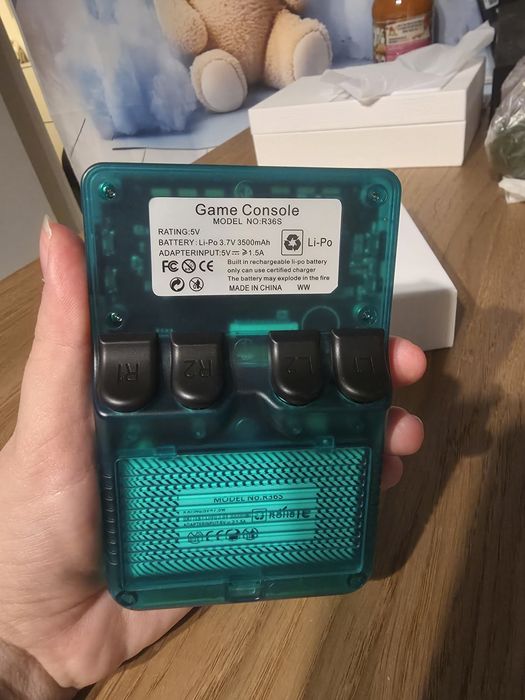 Game Console
MODEL NO:R36S
RATING:5V
BATTERY: Li-Po 3.7V 3500mAh
ADAPTERINPUT:5V⎓⩾1.5A
Li-Po
FC CE
Built in rechargeable li-po battery
only can use certified charger
The battery may explode in the fire
MADE IN CHINA WW
R1 R2 L2 L1
MODEL No.R36S